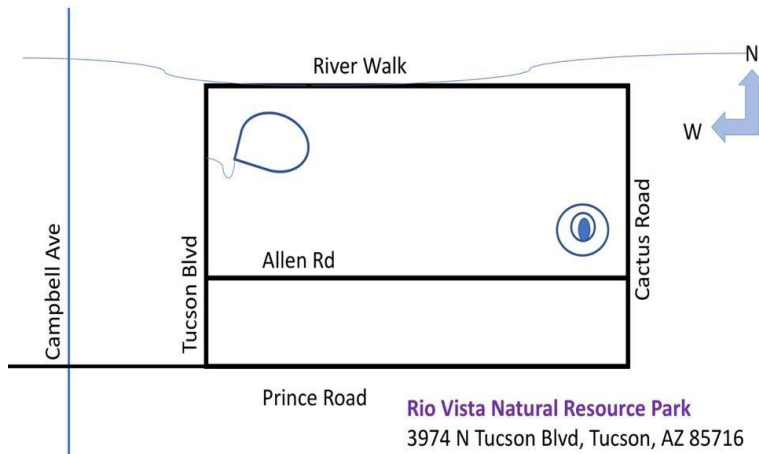 River Walk
N
W
Campbell Ave
Tucson Blvd
Allen Rd
Cactus Road
Prince Road
Rio Vista Natural Resource Park
3974 N Tucson Blvd, Tucson, AZ 85716